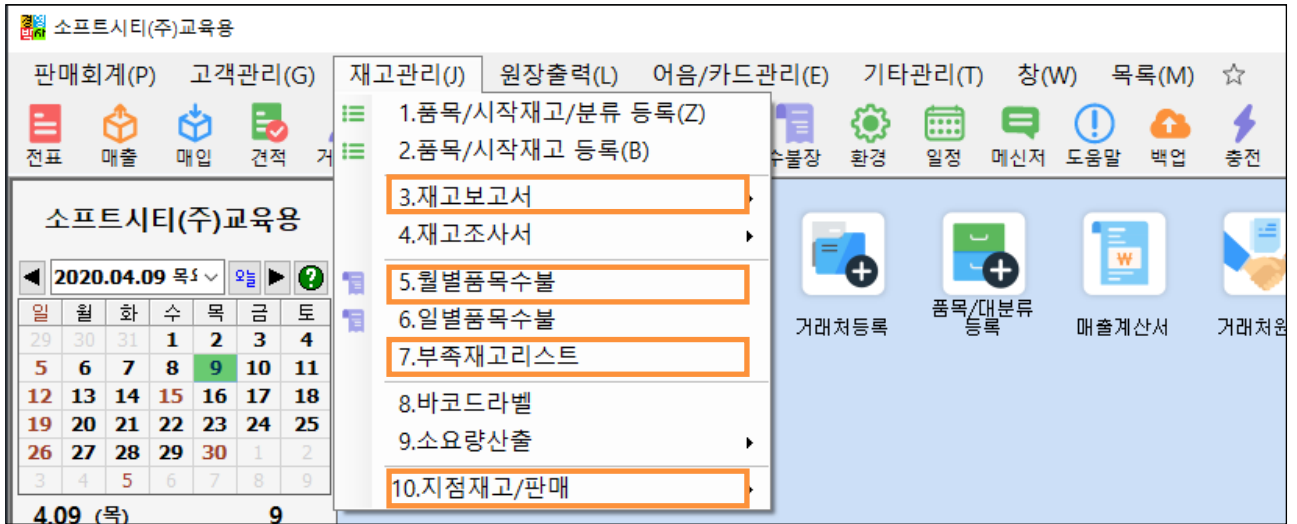 소프트시티(주)교육용
판매회계(P) 고객관리(G) 재고관리(J) 원장출력(L) 어음/카드관리(E) 기타관리(T) 창(W) 목록(M) ☆
전표 매출 매입 견적 수불장 환경 일정 메신저 도움말 백업 충전
1.품목/시작재고/분류 등록(Z)
2.품목/시작재고 등록(B)
3.재고보고서
4.재고조사서
5.월별품목수불
6.일별품목수불
7.부족재고리스트
8.바코드라벨
9.소요량산출
10.지점재고/판매
소프트시티(주)교육용
2020.04.09 목 오늘
일 월 화 수 목 금 토
29 30 31 1 2 3 4
5 6 7 8 9 10 11
12 13 14 15 16 17 18
19 20 21 22 23 24 25
26 27 28 29 30 1 2
3 4 5 6 7 8 9
4.09 (목) 9
거래처등록
품목/대분류
등록
매출계산서
거래처원